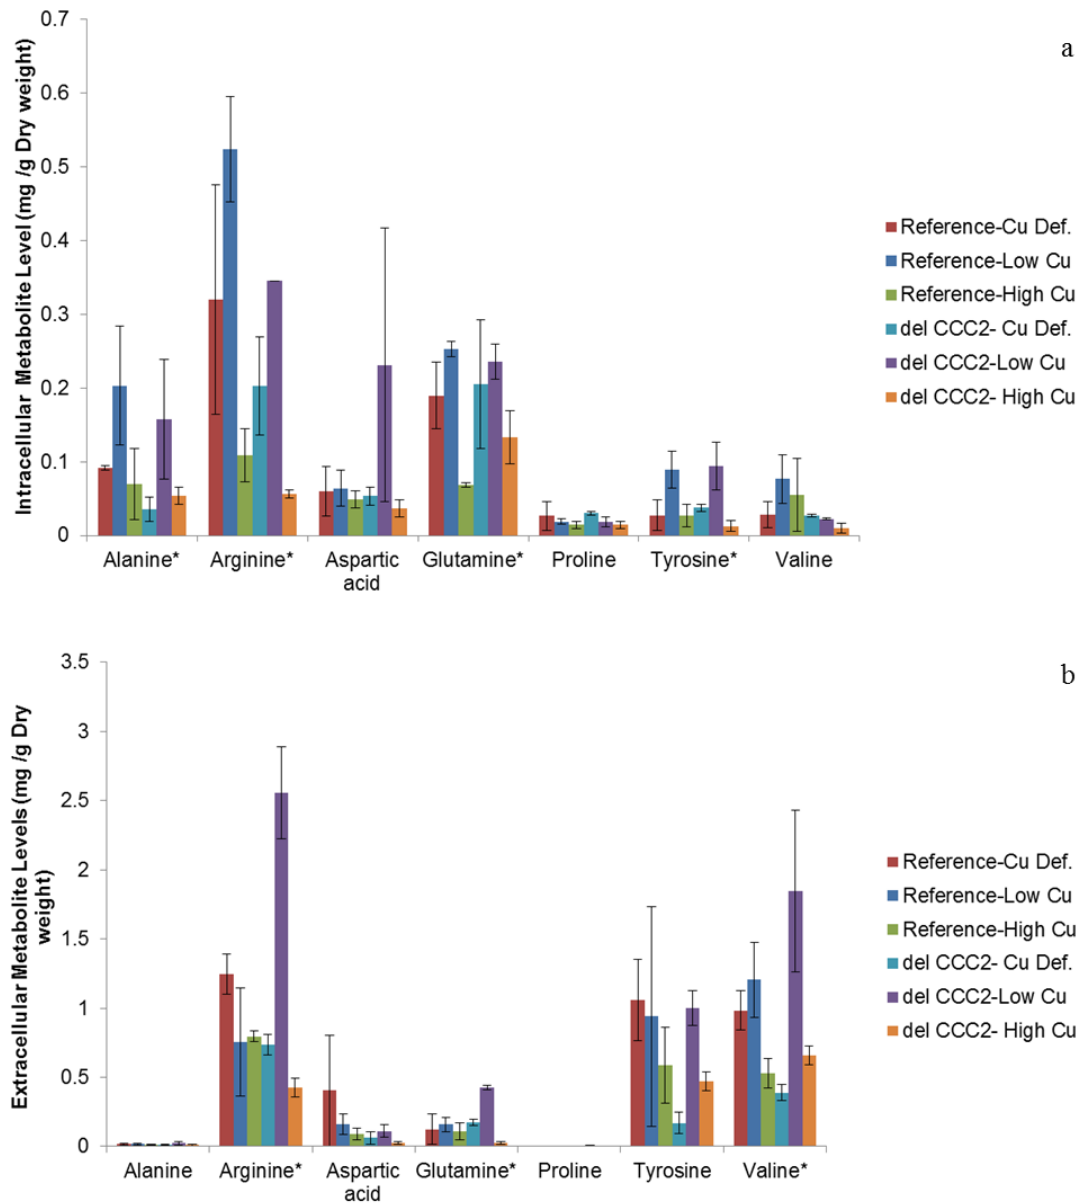 a
Intracellular Metabolite Level (mg /g Dry weight)
0.7
0.6
0.5
0.4
0.3
0.2
0.1
0
Alanine* Arginine* Aspartic Glutamine* Proline Tyrosine* Valine
acid
Reference-Cu Def.
Reference-Low Cu
Reference-High Cu
del CCC2- Cu Def.
del CCC2-Low Cu
del CCC2- High Cu
b
Extracellular Metabolite Levels (mg /g Dry
weight)
3.5
3
2.5
2
1.5
1
0.5
0
Alanine Arginine* Aspartic Glutamine* Proline Tyrosine Valine*
acid
Reference-Cu Def.
Reference-Low Cu
Reference-High Cu
del CCC2- Cu Def.
del CCC2-Low Cu
del CCC2- High Cu